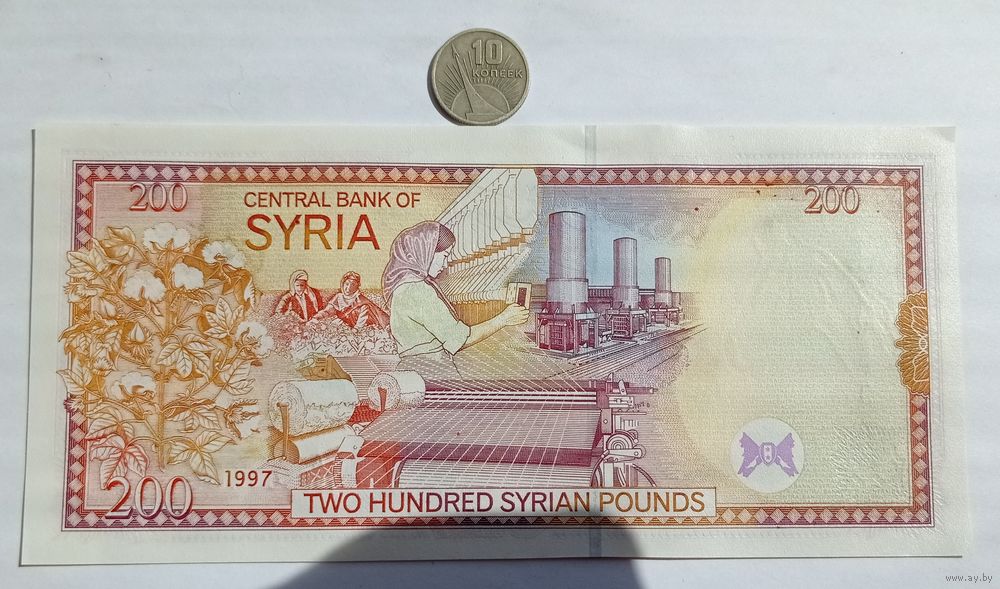 10
КОПЕЕК
200
CENTRAL BANK OF
SYRIA
200
1997
200
TWO HUNDRED SYRIAN POUNDS
www.ay.by